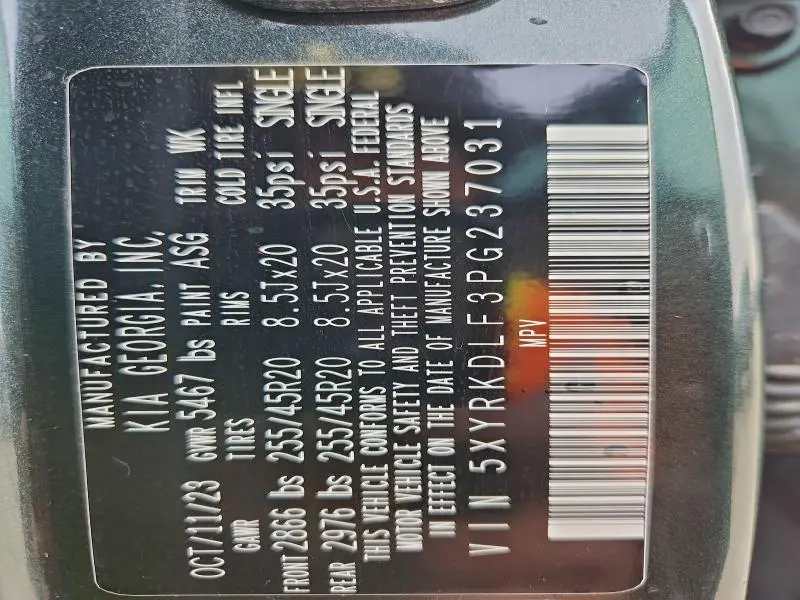 MANUFACTURED BY
KIA GEORGIA, INC.
OCT/11/23 GVWR 5467 lbs PAINT ASG TRIM WK
GAWR TIRES RIMS COLD TIRE INFL
FRONT 2866 lbs 255/45R20 8.5Jx20 35psi SINGLE
REAR 2976 lbs 255/45R20 8.5Jx20 35psi SINGLE
THIS VEHICLE CONFORMS TO ALL APPLICABLE U.S.A. FEDERAL
MOTOR VEHICLE SAFETY AND THEFT PREVENTION STANDARDS
IN EFFECT ON THE DATE OF MANUFACTURE SHOWN ABOVE
VIN 5XYRKDLF3PG237031
MPV